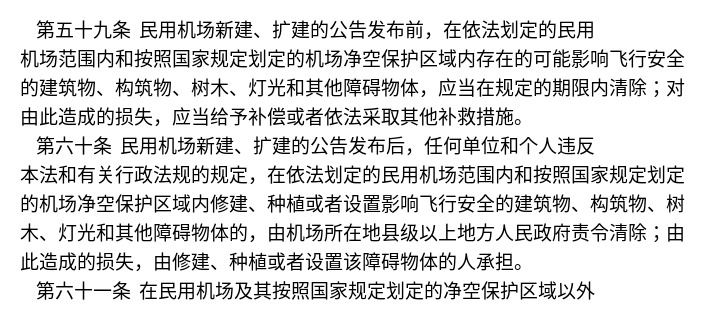 第五十九条 民用机场新建、扩建的公告发布前，在依法划定的民用
机场范围内和按照国家规定划定的机场净空保护区域内存在的可能影响飞行安全
的建筑物、构筑物、树木、灯光和其他障碍物体，应当在规定的期限内清除；对
由此造成的损失，应当给予补偿或者依法采取其他补救措施。
第六十条 民用机场新建、扩建的公告发布后，任何单位和个人违反
本法和有关行政法规的规定，在依法划定的民用机场范围内和按照国家规定划定
的机场净空保护区域内修建、种植或者设置影响飞行安全的建筑物、构筑物、树
木、灯光和其他障碍物体的，由机场所在地县级以上地方人民政府责令清除；由
此造成的损失，由修建、种植或者设置该障碍物体的人承担。
第六十一条 在民用机场及其按照国家规定划定的净空保护区域以外